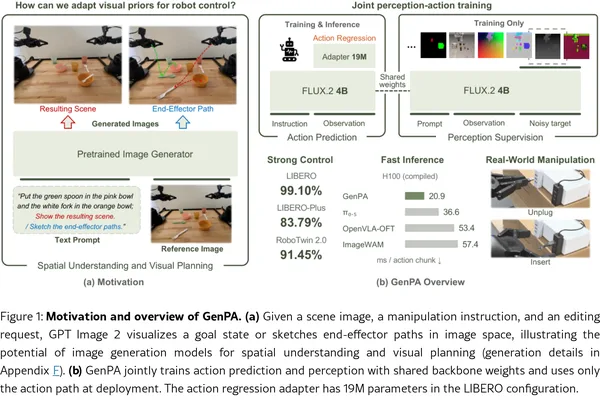 How can we adapt visual priors for robot control?
Resulting Scene
End-Effector Path
Generated Images
Pretrained Image Generator
"Put the green spoon in the pink bowl
and the white fork in the orange bowl;
Show the resulting scene.
/ Sketch the end-effector paths."
Text Prompt
Reference Image
Spatial Understanding and Visual Planning
(a) Motivation
Joint perception-action training
Training & Inference
Action Regression
Adapter 19M
FLUX.2 4B
Instruction
Observation
Action Prediction
Shared
weights
Training Only
...
FLUX.2 4B
Prompt
Observation
Noisy target
Perception Supervision
Strong Control
LIBERO
99.10%
LIBERO-Plus
83.79%
RoboTwin 2.0
91.45%
Fast Inference
H100 (compiled)
GenPA 20.9
π0.5 36.6
OpenVLA-OFT 53.4
ImageWAM 57.4
ms / action chunk ↓
Real-World Manipulation
Unplug
Insert
(b) GenPA Overview
Figure 1: Motivation and overview of GenPA. (a) Given a scene image, a manipulation instruction, and an editing
request, GPT Image 2 visualizes a goal state or sketches end-effector paths in image space, illustrating the
potential of image generation models for spatial understanding and visual planning (generation details in
Appendix F). (b) GenPA jointly trains action prediction and perception with shared backbone weights and uses only
the action path at deployment. The action regression adapter has 19M parameters in the LIBERO configuration.